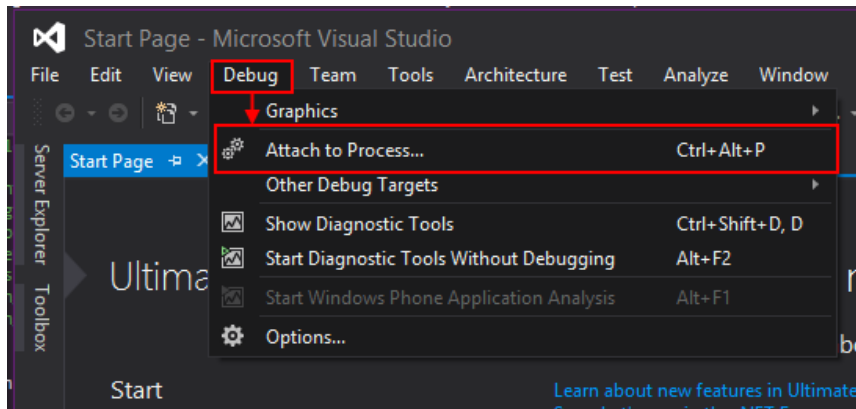 Start Page - Microsoft Visual Studio
File Edit View Debug Team Tools Architecture Test Analyze Window
Graphics
Start Page
Attach to Process... Ctrl+Alt+P
Other Debug Targets
Server Explorer
Show Diagnostic Tools Ctrl+Shift+D, D
Start Diagnostic Tools Without Debugging Alt+F2
Toolbox
Start Windows Phone Application Analysis Alt+F1
Options...
Start
Learn about new features in Ultimate